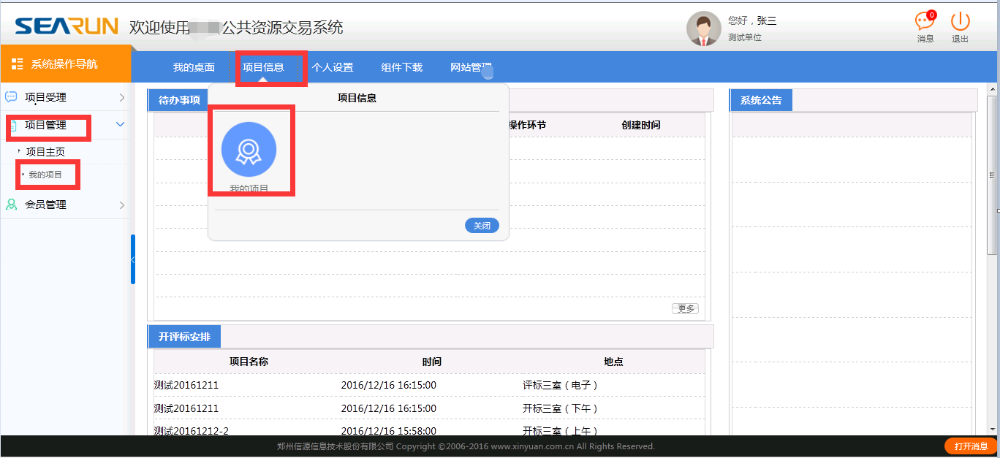 SEARUN 欢迎使用 公共资源交易系统
您好，张三
测试单位
0
消息
退出
系统操作导航
我的桌面 项目信息 个人设置 组件下载 网站管理
项目受理
项目管理
项目主页
我的项目
会员管理
待办事项
项目信息
我的项目
关闭
操作环节 创建时间
更多
系统公告
开评标安排
项目名称 时间 地点
测试20161211 2016/12/16 16:15:00 评标三室（电子）
测试20161211 2016/12/16 16:15:00 开标三室（下午）
测试20161212-2 2016/12/16 15:58:00 开标三室（上午）
郑州信源信息技术股份有限公司 Copyright ©2006-2016 www.xinyuan.com.cn All Rights Reserved.
打开消息